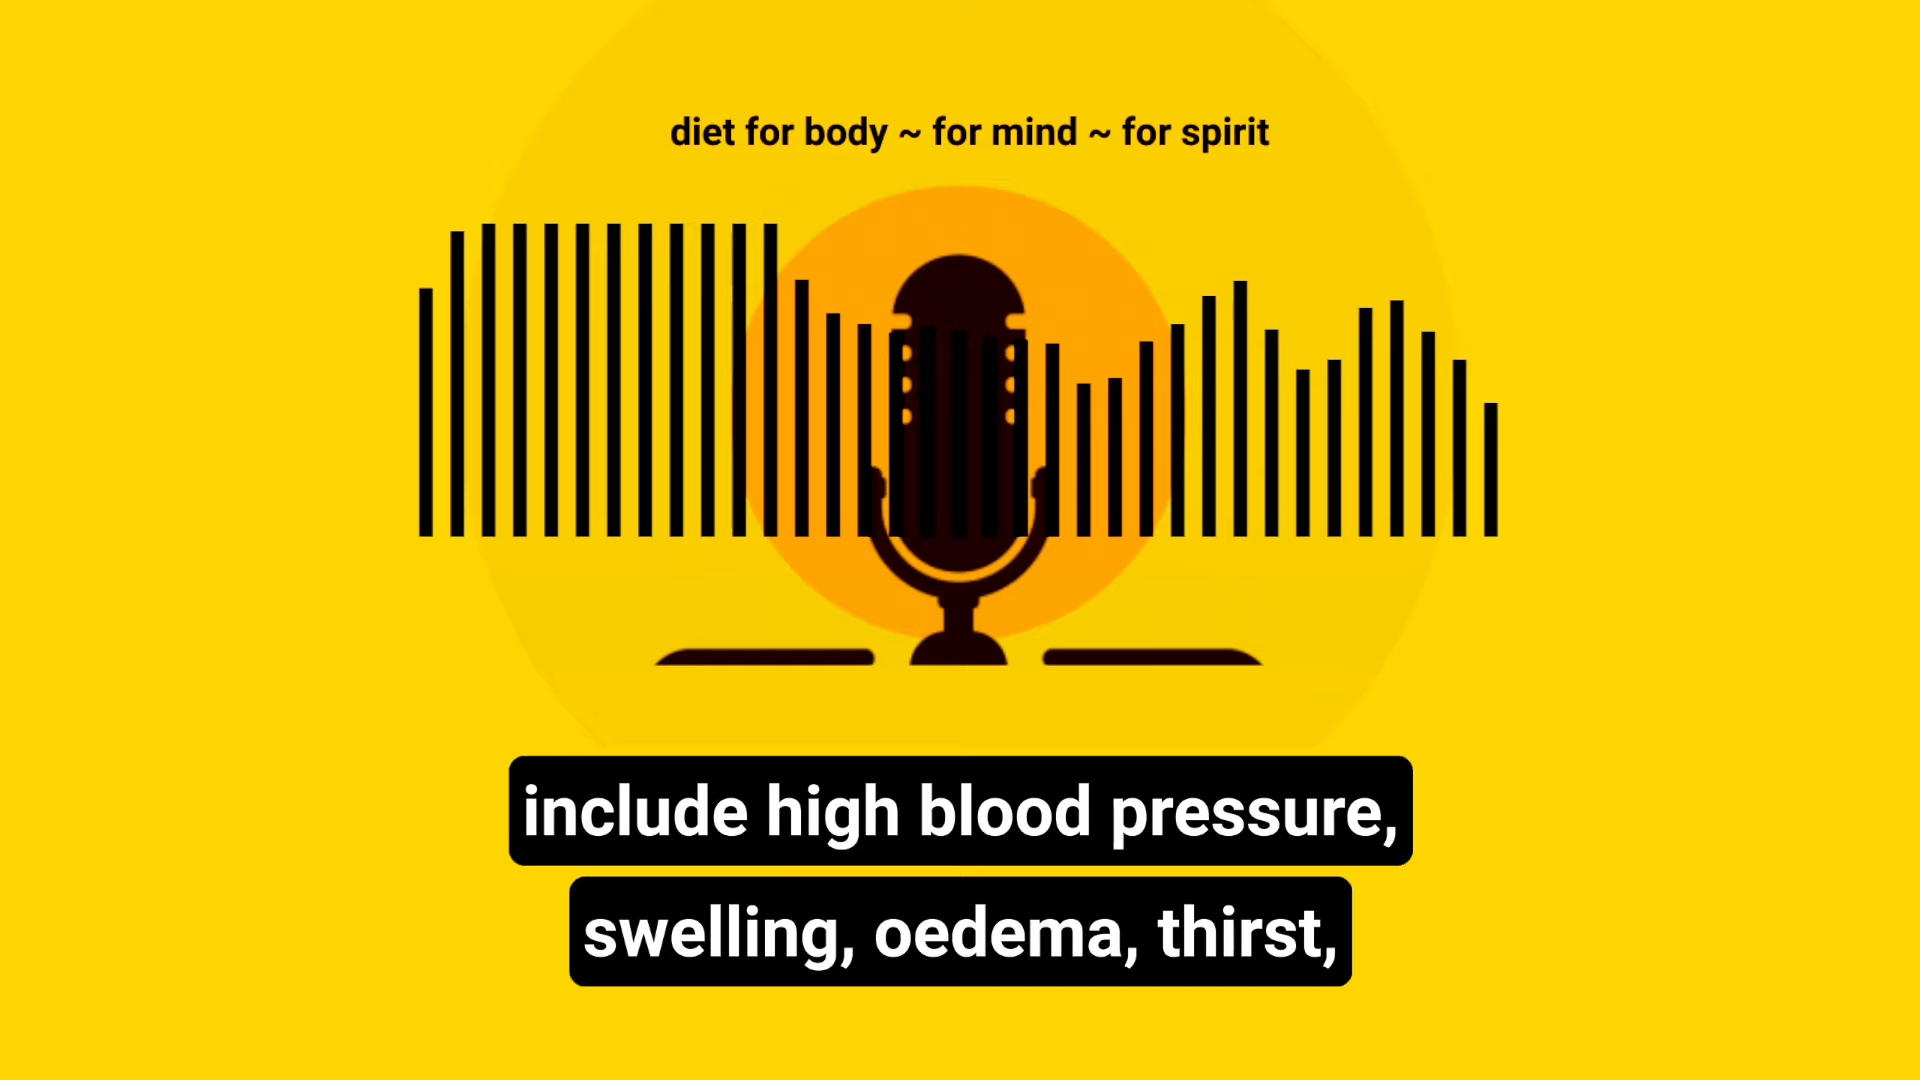 diet for body ~ for mind ~ for spirit
include high blood pressure,
swelling, oedema, thirst,